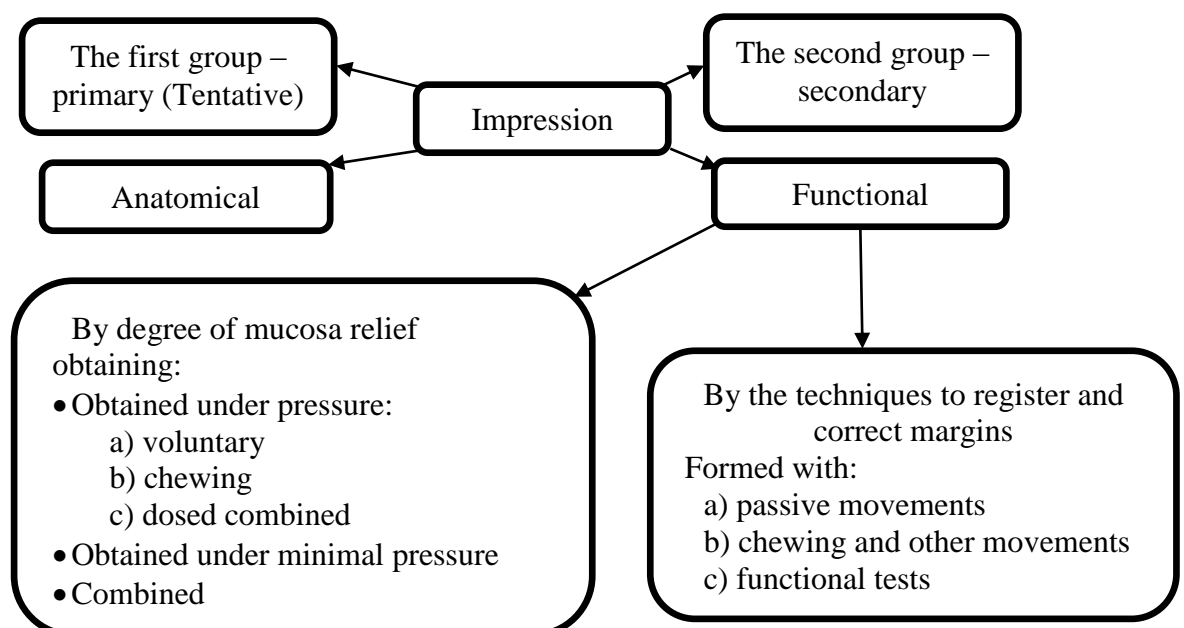 The first group –
primary (Tentative)
The second group –
secondary
Impression
Anatomical
Functional
By degree of mucosa relief
obtaining:
•Obtained under pressure:
a) voluntary
b) chewing
c) dosed combined
•Obtained under minimal pressure
•Combined
By the techniques to register and
correct margins
Formed with:
a) passive movements
b) chewing and other movements
c) functional tests